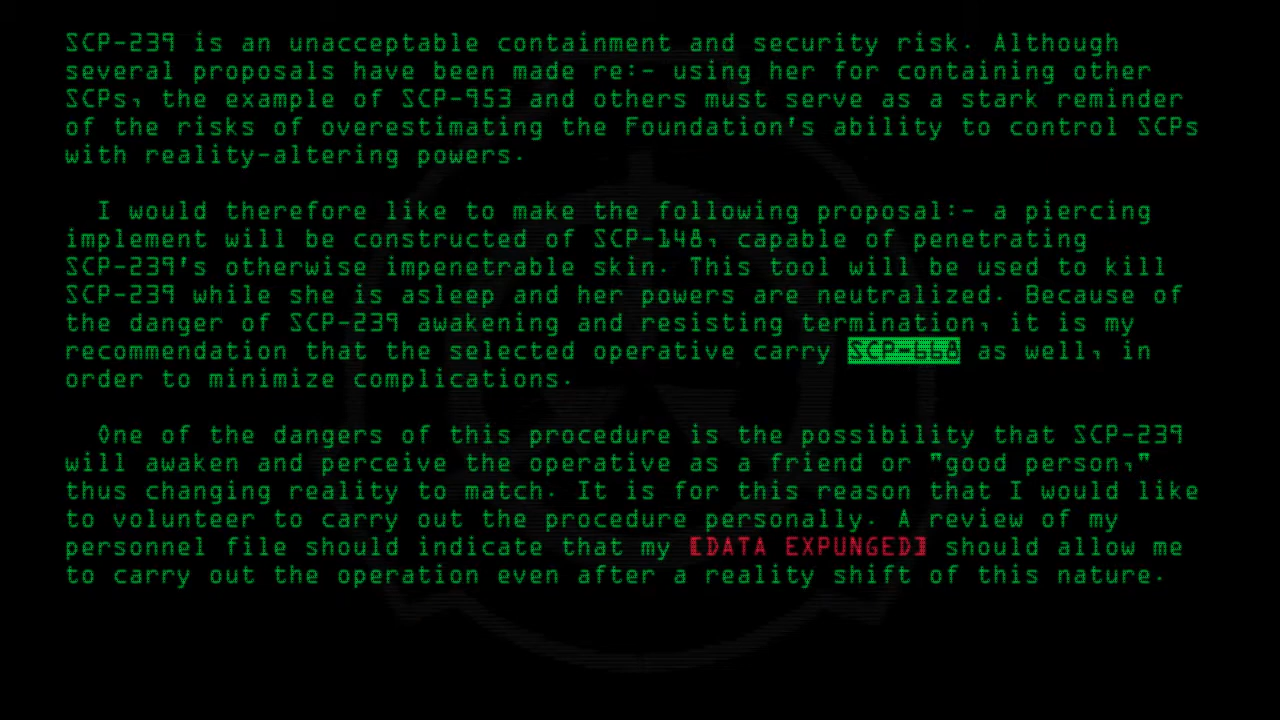 SCP-239 is an unacceptable containment and security risk. Although
several proposals have been made re:- using her for containing other
SCPs, the example of SCP-953 and others must serve as a stark reminder
of the risks of overestimating the Foundation's ability to control SCPs
with reality-altering powers.
I would therefore like to make the following proposal:- a piercing
implement will be constructed of SCP-148, capable of penetrating
SCP-239's otherwise impenetrable skin. This tool will be used to kill
SCP-239 while she is asleep and her powers are neutralized. Because of
the danger of SCP-239 awakening and resisting termination, it is my
recommendation that the selected operative carry SCP-668 as well, in
order to minimize complications.
One of the dangers of this procedure is the possibility that SCP-239
will awaken and perceive the operative as a friend or "good person,"
thus changing reality to match. It is for this reason that I would like
to volunteer to carry out the procedure personally. A review of my
personnel file should indicate that my [DATA EXPUNGED] should allow me
to carry out the operation even after a reality shift of this nature.